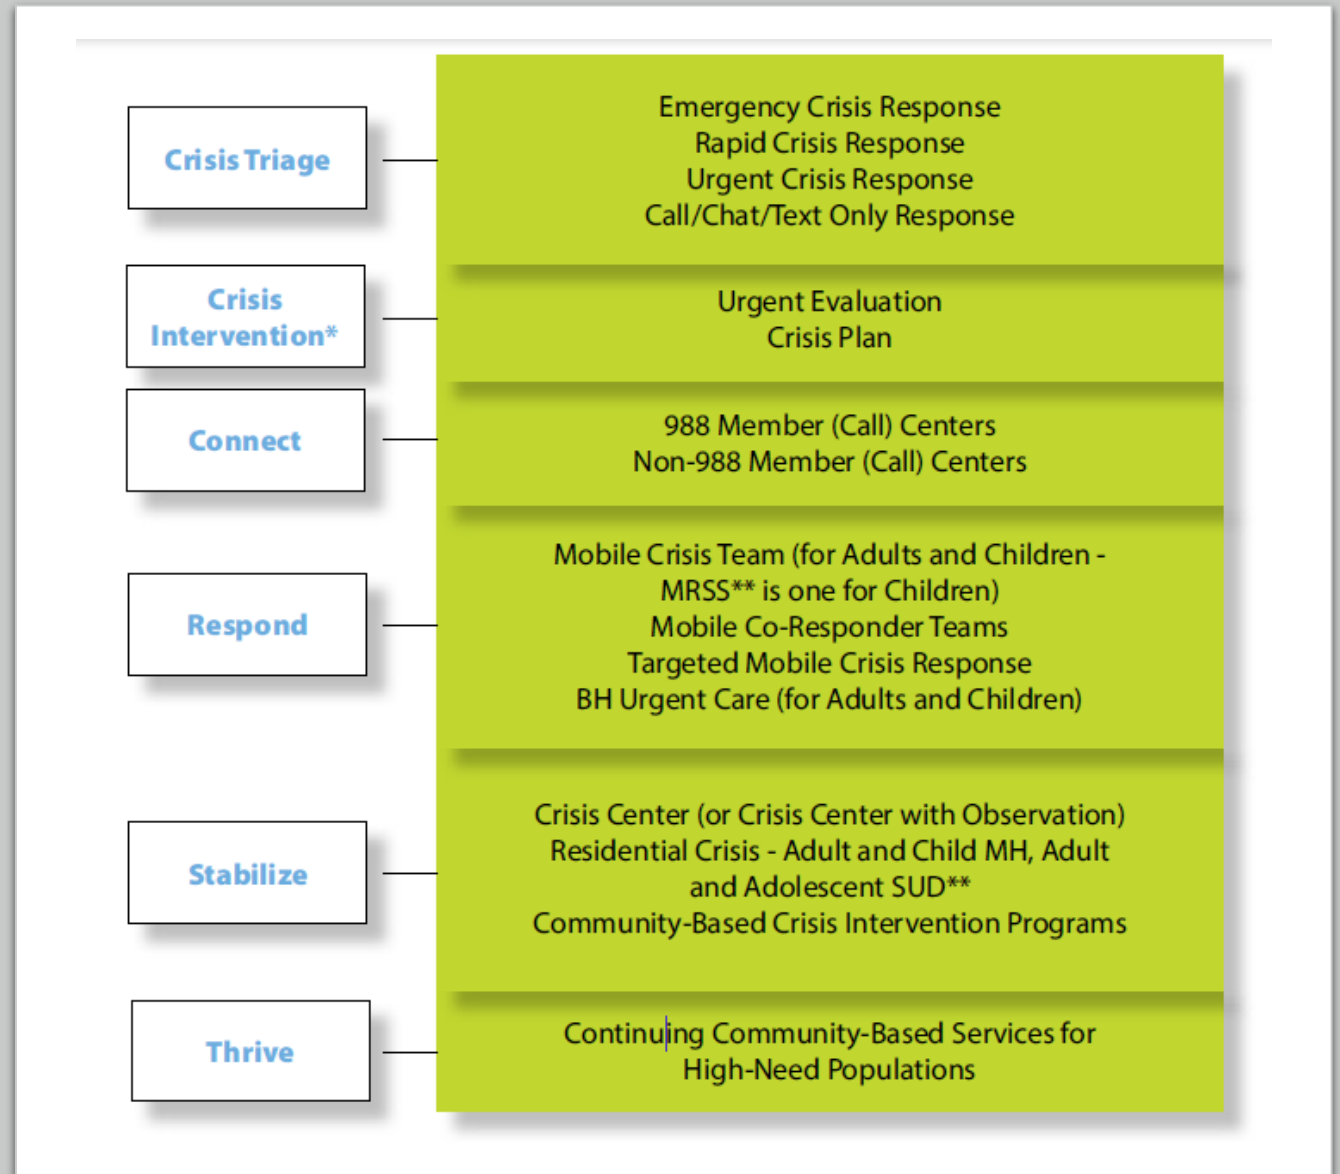 Crisis Triage
Emergency Crisis Response
Rapid Crisis Response
Urgent Crisis Response
Call/Chat/Text Only Response
Crisis
Intervention*
Urgent Evaluation
Crisis Plan
Connect
988 Member (Call) Centers
Non-988 Member (Call) Centers
Respond
Mobile Crisis Team (for Adults and Children -
MRSS** is one for Children)
Mobile Co-Responder Teams
Targeted Mobile Crisis Response
BH Urgent Care (for Adults and Children)
Stabilize
Crisis Center (or Crisis Center with Observation)
Residential Crisis - Adult and Child MH, Adult
and Adolescent SUD**
Community-Based Crisis Intervention Programs
Thrive
Continuing Community-Based Services for
High-Need Populations